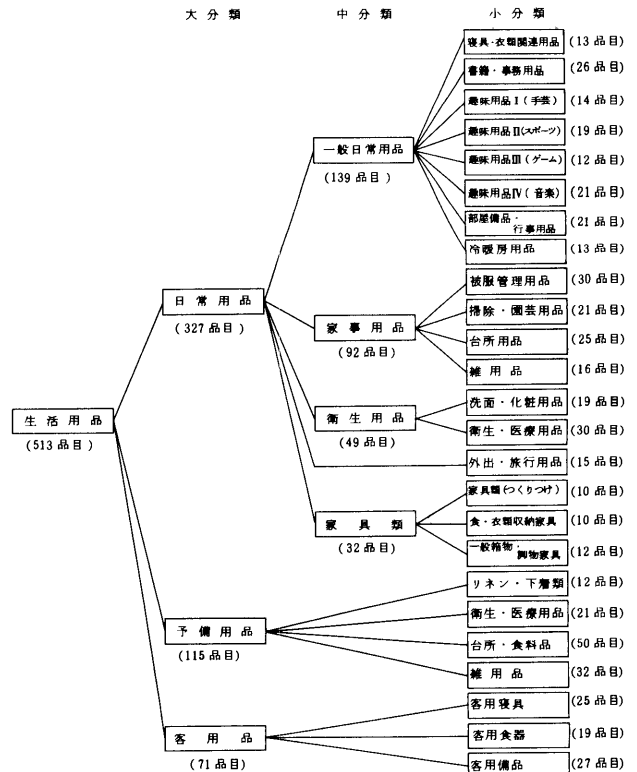 大分類 中分類 小分類
寝具・衣類関連用品 (13品目)
書籍・事務用品 (26品目)
趣味用品I(手芸) (14品目)
趣味用品II(スポーツ) (19品目)
一般日常用品
趣味用品III(ゲーム) (12品目)
(139品目)
趣味用品IV(音楽) (21品目)
部屋備品・
行事用品 (21品目)
冷暖房用品 (13品目)
被服管理用品 (30品目)
日常用品
掃除・園芸用品 (21品目)
(327品目)
家事用品
台所用品 (25品目)
(92品目)
雑用品 (16品目)
洗面・化粧用品 (19品目)
生活用品
衛生用品
(513品目)
衛生・医療用品 (30品目)
(49品目)
外出・旅行用品 (15品目)
家具類(つくりつけ) (10品目)
家具類
食・衣類収納家具 (10品目)
(32品目)
一般箱物・
脚物家具 (12品目)
リネン・下着類 (12品目)
衛生・医療用品 (21品目)
予備用品
台所・食料品 (50品目)
(115品目)
雑用品 (32品目)
客用寝具 (25品目)
客用品
客用食器 (19品目)
(71品目)
客用備品 (27品目)